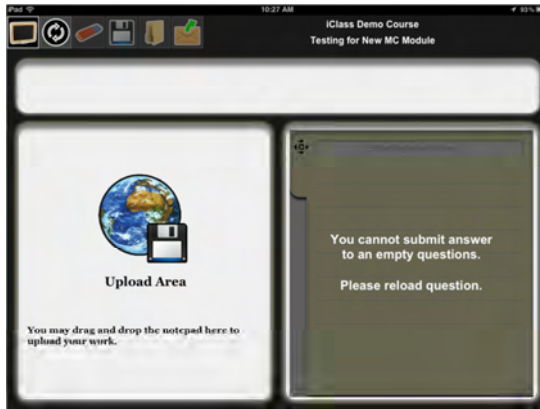 iPad
10:27 AM
93%
iClass Demo Course
Testing for New MC Module
Upload Area
You may drag and drop the notepad here to
upload your work.
You cannot submit answer
to an empty questions.
Please reload question.